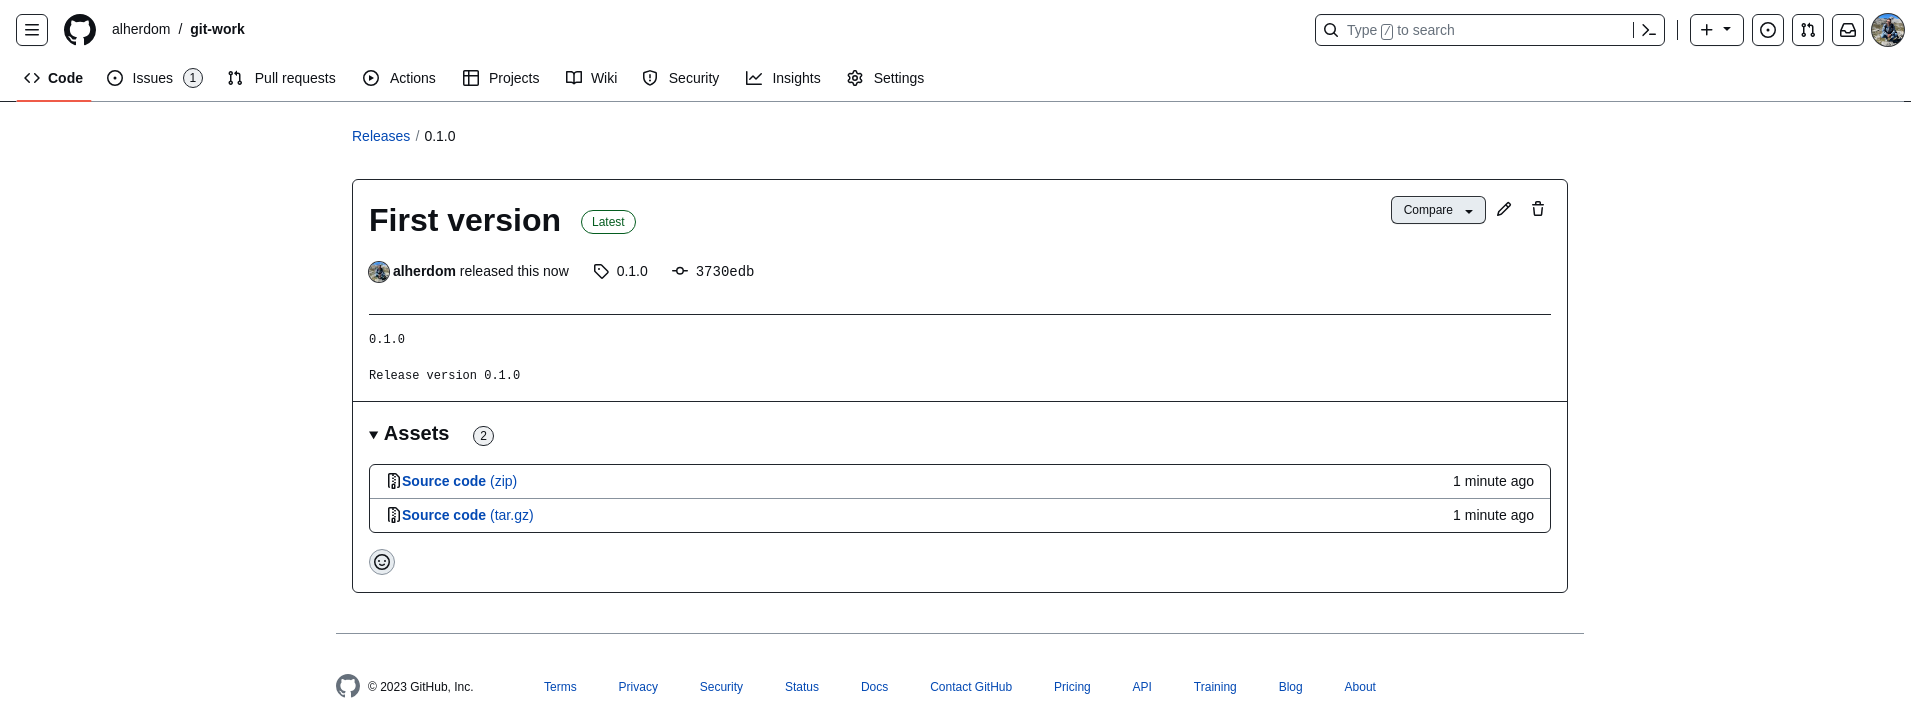 alherdom / git-work
Type / to search
Code Issues 1 Pull requests Actions Projects Wiki Security Insights Settings
Releases / 0.1.0
First version Latest
Compare
alherdom released this now 0.1.0 3730edb
0.1.0
Release version 0.1.0
Assets 2
Source code (zip) 1 minute ago
Source code (tar.gz) 1 minute ago
© 2023 GitHub, Inc. Terms Privacy Security Status Docs Contact GitHub Pricing API Training Blog About